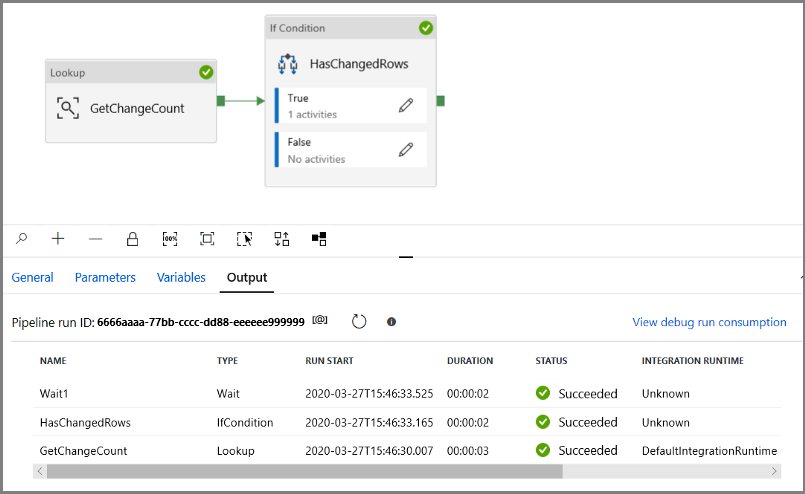 If Condition
HasChangedRows
True
1 activities
False
No activities
Lookup
GetChangeCount
General Parameters Variables Output
Pipeline run ID: 6666aaaa-77bb-cccc-dd88-eeeeee999999 [@] View debug run consumption
NAME TYPE RUN START DURATION STATUS INTEGRATION RUNTIME
Wait1 Wait 2020-03-27T15:46:33.525 00:00:02 Succeeded Unknown
HasChangedRows IfCondition 2020-03-27T15:46:33.165 00:00:02 Succeeded Unknown
GetChangeCount Lookup 2020-03-27T15:46:30.007 00:00:03 Succeeded DefaultIntegrationRuntime